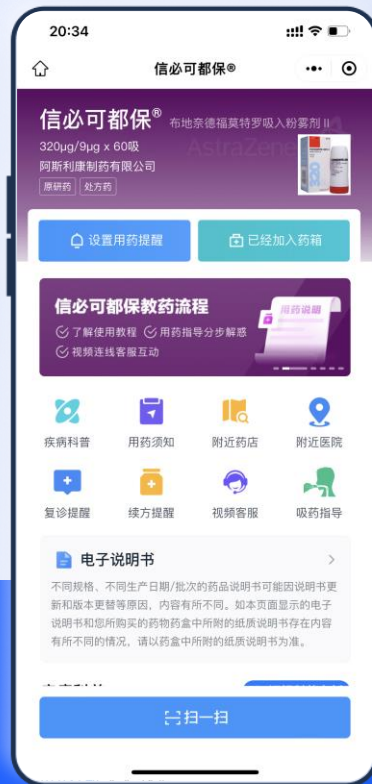 20:34
信必可都保®
信必可都保®
布地奈德福莫特罗吸入粉雾剂 II
320μg/9μg x 60吸
AstraZene
阿斯利康制药有限公司
原研药
处方药
设置用药提醒
已经加入药箱
信必可都保教药流程
用药说明
了解使用教程
用药指导分步解惑
视频连线客服互动
疾病科普
用药须知
附近药店
附近医院
复诊提醒
续方提醒
视频客服
吸药指导
电子说明书
不同规格、不同生产日期/批次的药品说明书可能因说明书更
新和版本更替等原因，内容有所不同。如本页面显示的电子
说明书和您所购买的药物药盒中所附的纸质说明书存在内容
有所不同的情况，请以药盒中所附的纸质说明书为准。
扫一扫